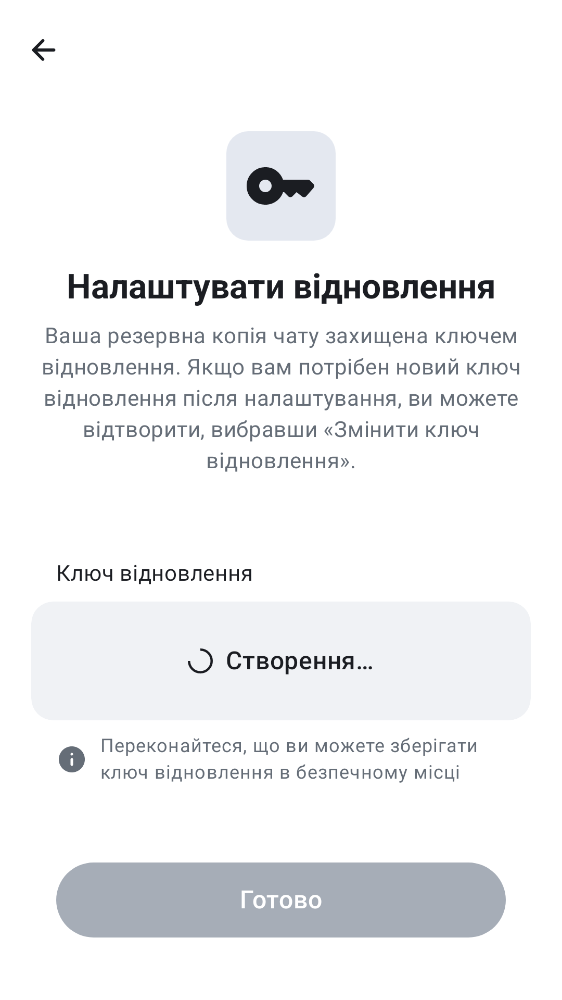 Налаштувати відновлення
Ваша резервна копія чату захищена ключем
відновлення. Якщо вам потрібен новий ключ
відновлення після налаштування, ви можете
відтворити, вибравши «Змінити ключ
відновлення».
Ключ відновлення
Створення…
Переконайтеся, що ви можете зберігати
ключ відновлення в безпечному місці
Готово